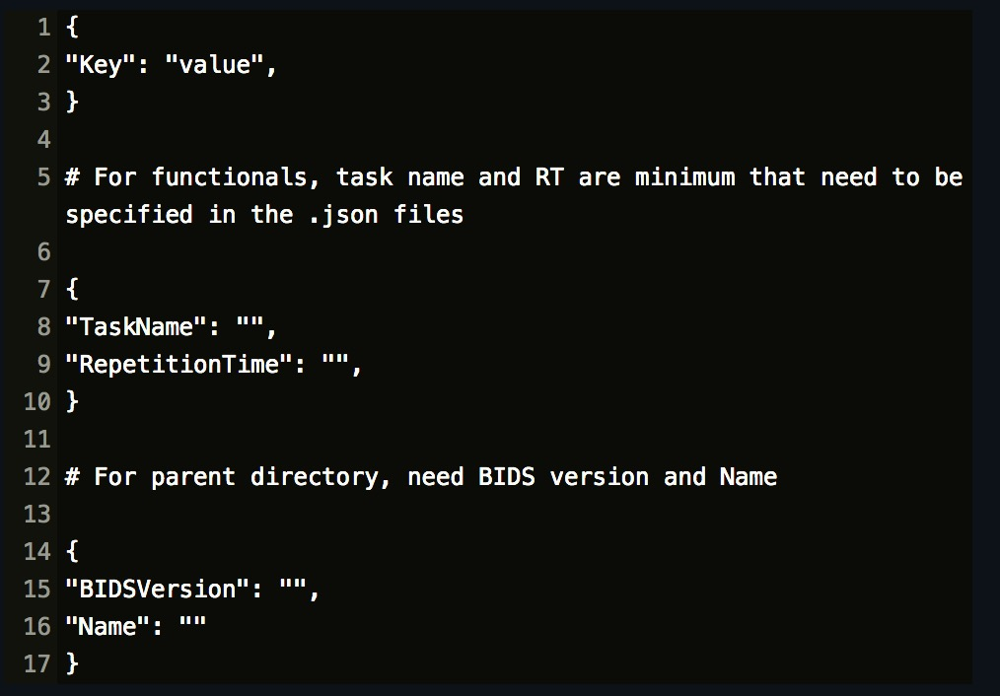 1 {
2 "Key": "value",
3 }
4
5 # For functionals, task name and RT are minimum that need to be
specified in the .json files
6
7 {
8 "TaskName": "",
9 "RepetitionTime": "",
10 }
11
12 # For parent directory, need BIDS version and Name
13
14 {
15 "BIDSVersion": "",
16 "Name": ""
17 }